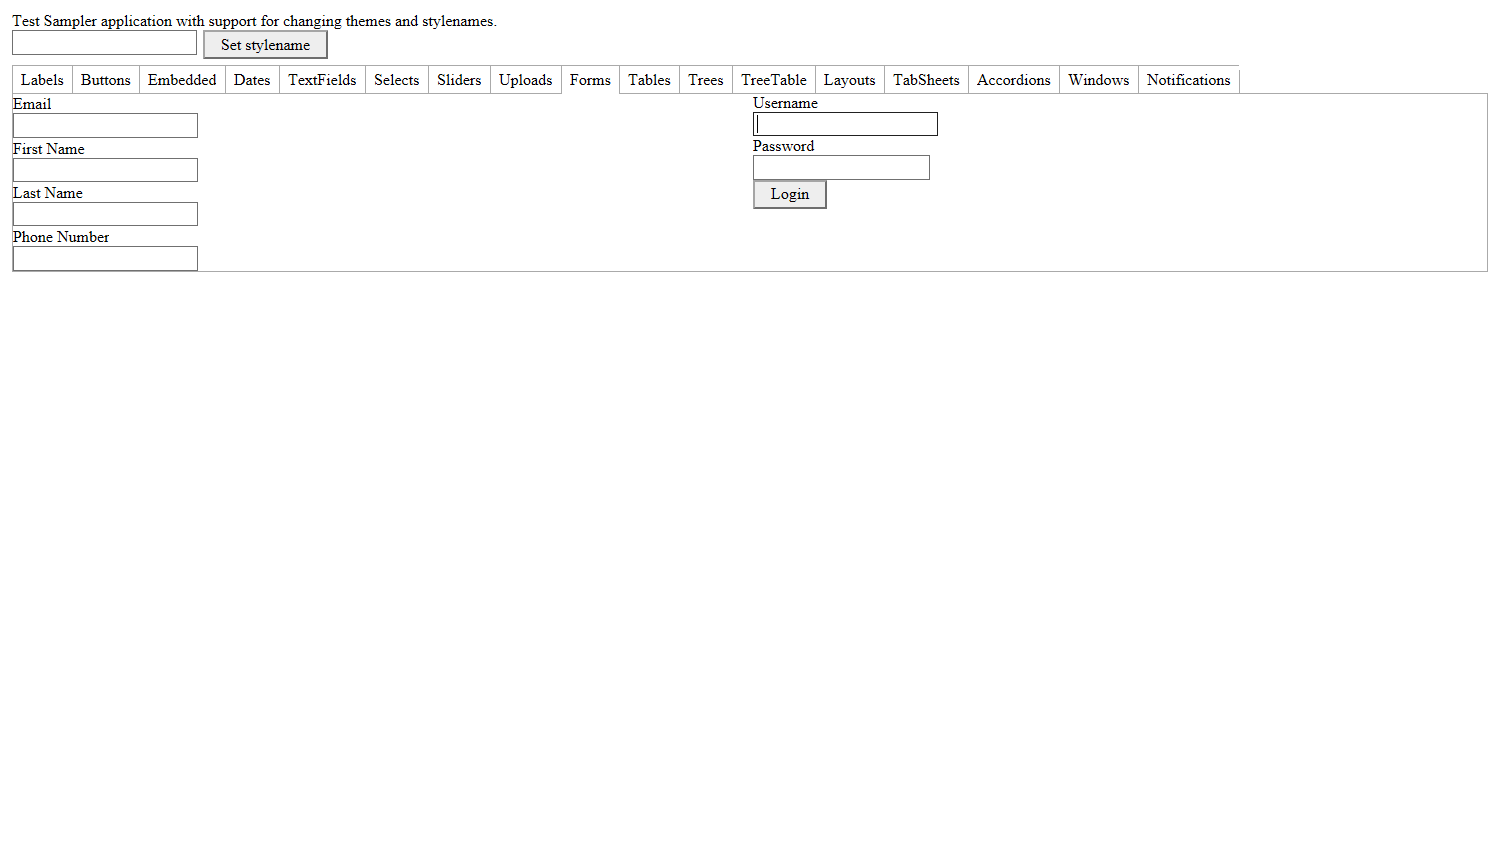 Test Sampler application with support for changing themes and stylenames.
Set stylename
Labels Buttons Embedded Dates TextFields Selects Sliders Uploads Forms Tables Trees TreeTable Layouts TabSheets Accordions Windows Notifications
Email
First Name
Last Name
Phone Number
Username
Password
Login